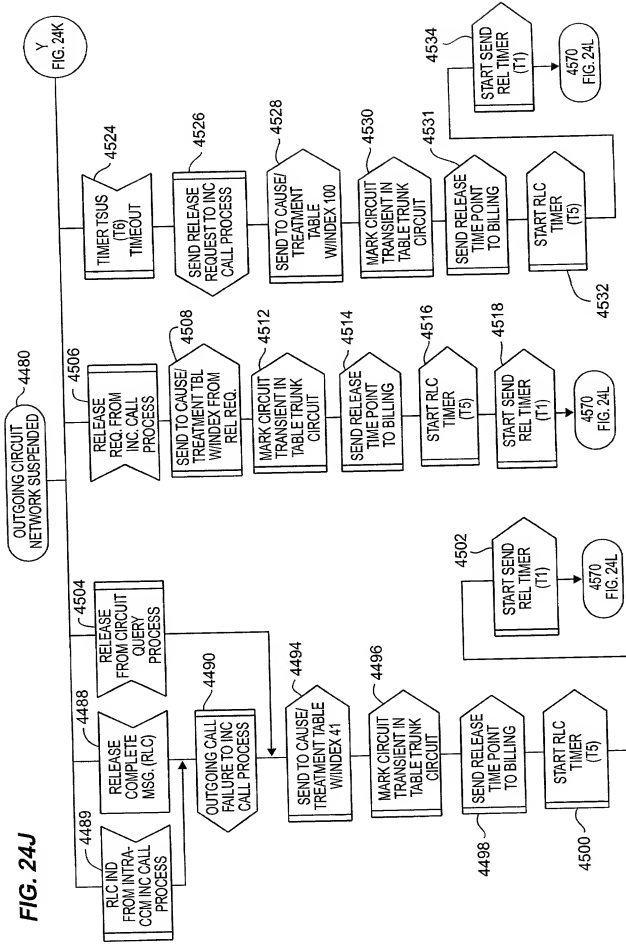 FIG. 24J
OUTGOING CIRCUIT
NETWORK SUSPENDED
4480
Y
FIG. 24K
4489
RLC IND
FROM INTRA-
CCM INC CALL
PROCESS
4488
RELEASE
COMPLETE
MSG. (RLC)
4504
RELEASE
FROM CIRCUIT
QUERY
PROCESS
4490
OUTGOING CALL
FAILURE TO INC
CALL PROCESS
4494
SEND TO CAUSE/
TREATMENT TABLE
W/INDEX 41
4496
MARK CIRCUIT
TRANSIENT IN
TABLE TRUNK
CIRCUIT
SEND RELEASE
TIME POINT
TO BILLING
4498
START RLC
TIMER
(T5)
4500
4502
START SEND
REL TIMER
(T1)
4570
FIG. 24L
4506
RELEASE
REQ. FROM
INC. CALL
PROCESS
4508
SEND TO CAUSE/
TREATMENT TBL
W/INDEX FROM
REL REQ.
4512
MARK CIRCUIT
TRANSIENT IN
TABLE TRUNK
CIRCUIT
4514
SEND RELEASE
TIME POINT
TO BILLING
4516
START RLC
TIMER
(T5)
4518
START SEND
REL TIMER
(T1)
4570
FIG. 24L
4524
TIMER TSUS
(T6)
TIMEOUT
4526
SEND RELEASE
REQUEST TO INC
CALL PROCESS
4528
SEND TO CAUSE/
TREATMENT
TABLE
W/INDEX 100
4530
MARK CIRCUIT
TRANSIENT IN
TABLE TRUNK
CIRCUIT
4531
SEND RELEASE
TIME POINT
TO BILLING
START RLC
TIMER
(T5)
4532
4534
START SEND
REL TIMER
(T1)
4570
FIG. 24L